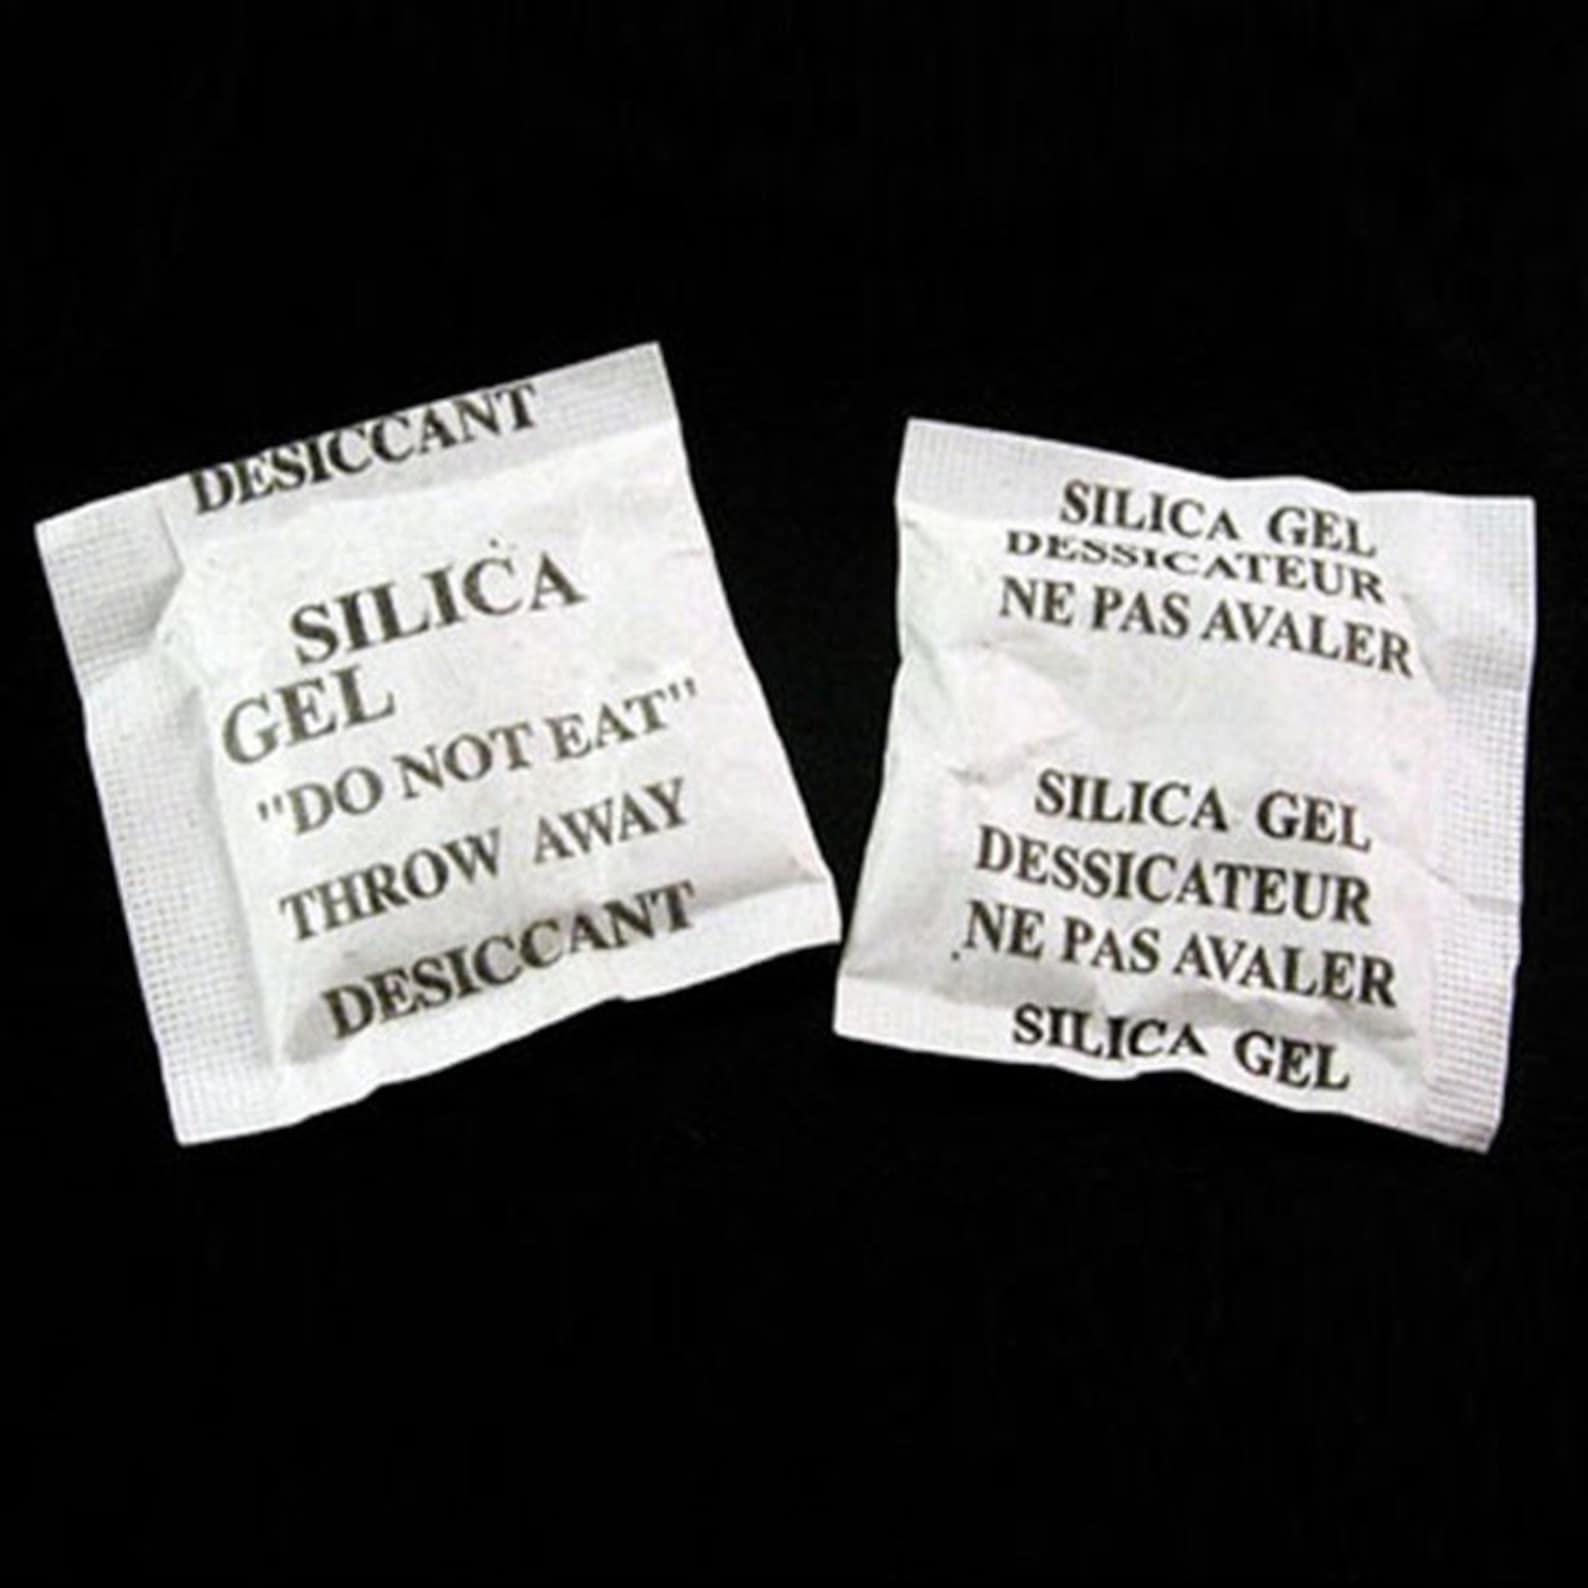 DESICCANT
SILICA
GEL
"DO NOT EAT"
THROW AWAY
DESICCANT
SILICA GEL
DESSICATEUR
NE PAS AVALER
SILICA GEL
DESSICATEUR
NE PAS AVALER
SILICA GEL